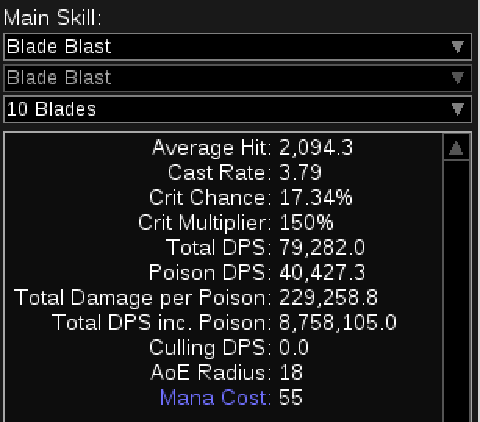 Main Skill:
Blade Blast
Blade Blast
10 Blades
Average Hit: 2,094.3
Cast Rate: 3.79
Crit Chance: 17.34%
Crit Multiplier: 150%
Total DPS: 79,282.0
Poison DPS: 40,427.3
Total Damage per Poison: 229,258.8
Total DPS inc. Poison: 8,758,105.0
Culling DPS: 0.0
AoE Radius: 18
Mana Cost: 55